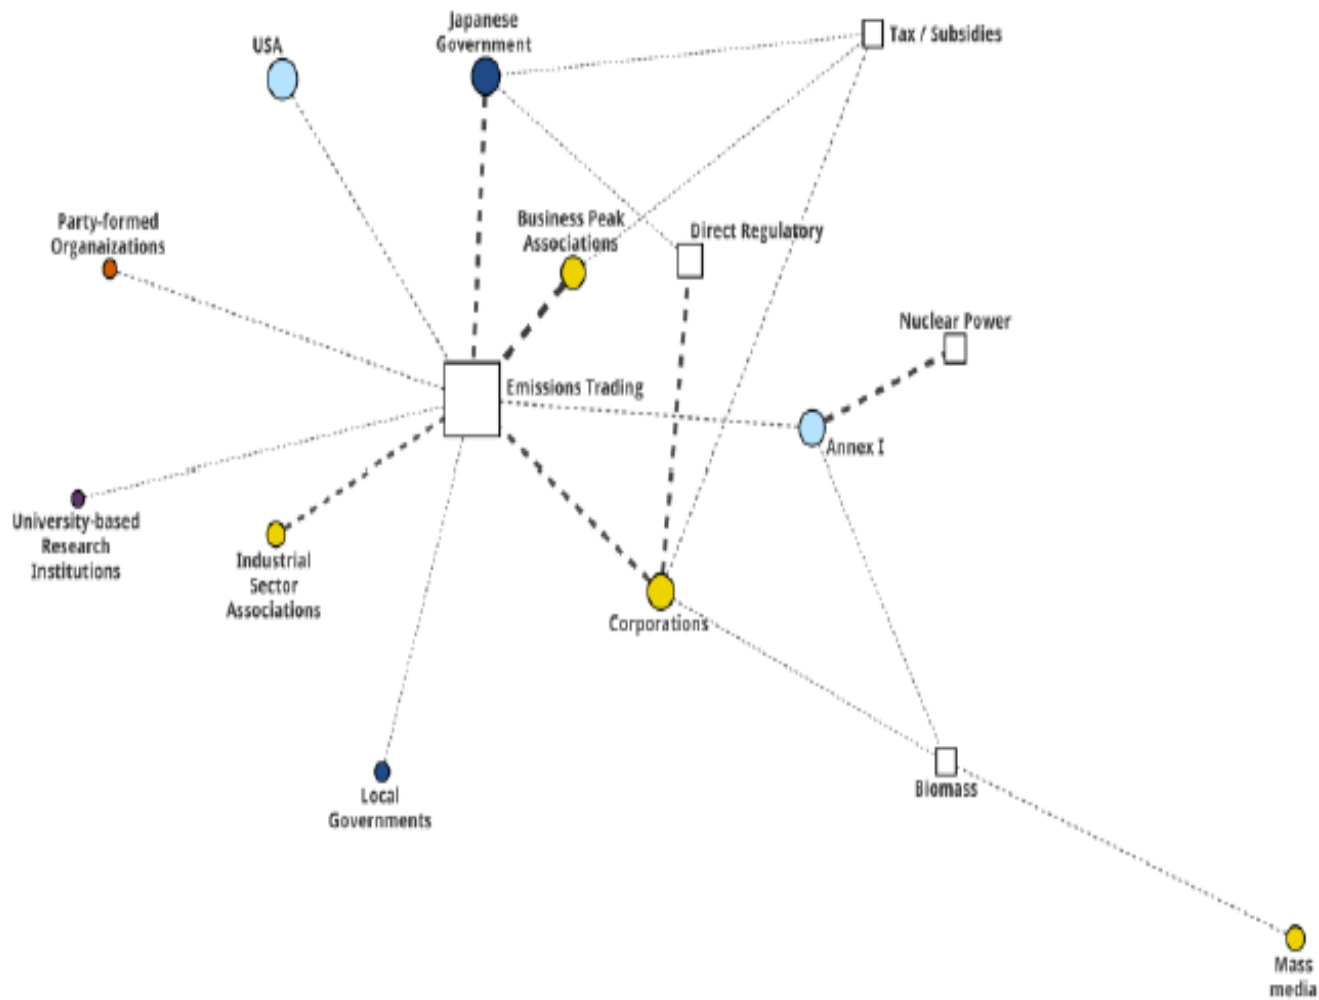 Japanese
Government
Tax / Subsidies
USA
Party-formed
Organaizations
Business Peak
Associations
Direct Regulatory
Nuclear Power
Emissions Trading
Annex I
University-based
Research
Institutions
Industrial
Sector
Associations
Corporations
Local
Governments
Biomass
Mass
media